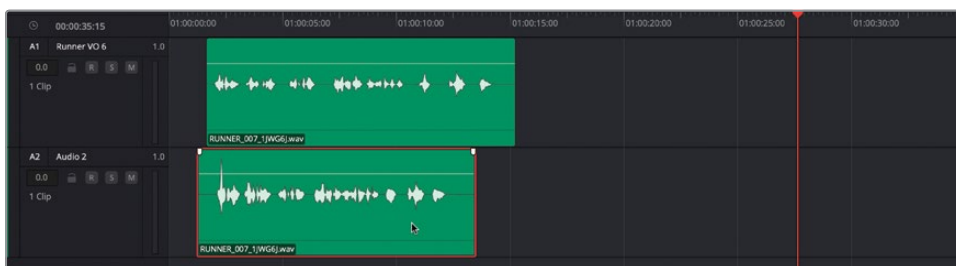 00:00:35:15 01:00:00:00 01:00:05:00 01:00:10:00 01:00:15:00 01:00:20:00 01:00:25:00 01:00:30:00
A1 Runner VO 6 1.0
0.0 R S M
1 Clip
RUNNER_007_1JWG6J.wav
A2 Audio 2 1.0
0.0 R S M
1 Clip
RUNNER_007_1JWG6J.wav